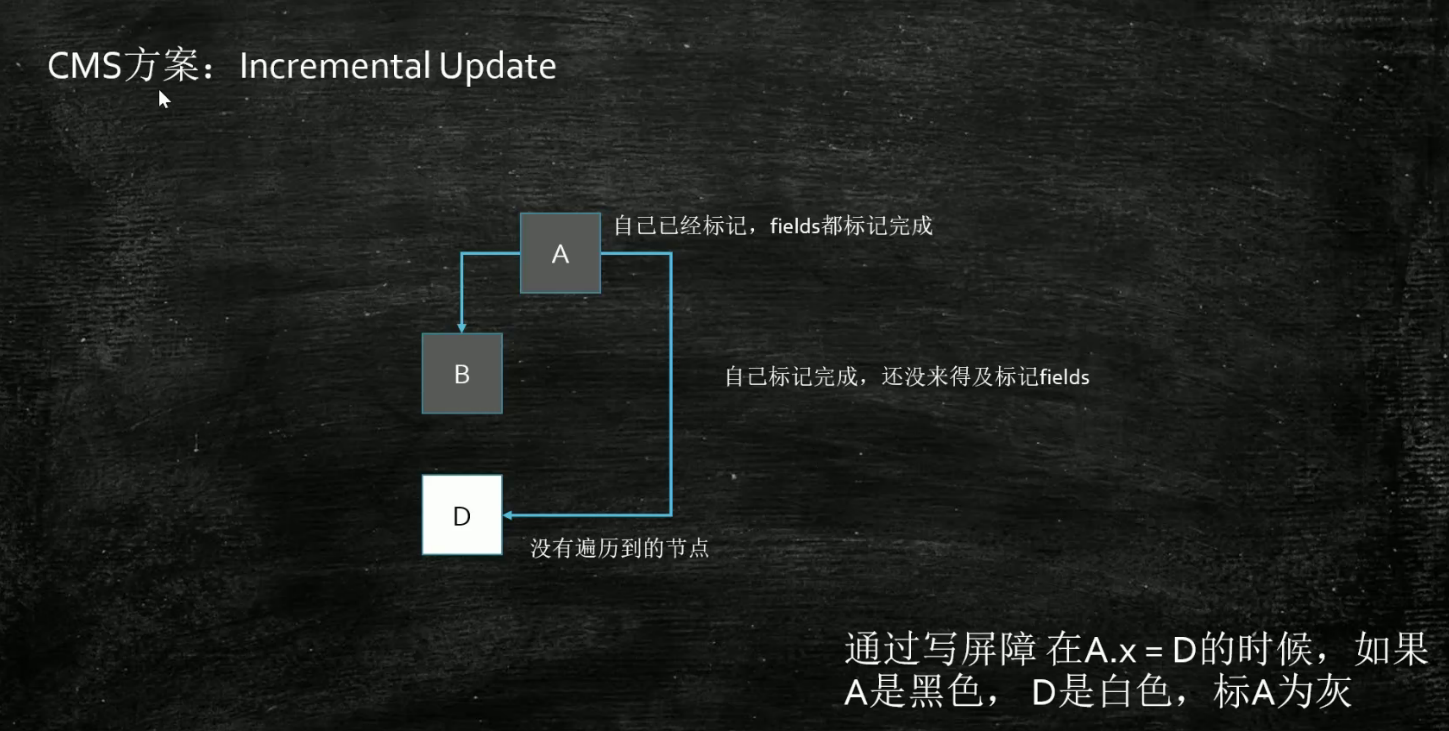 CMS方案：Incremental Update
A
自己已经标记，fields都标记完成
B
自己标记完成，还没来得及标记fields
D
没有遍历到的节点
通过写屏障 在A.x = D的时候，如果
A是黑色， D是白色，标A为灰